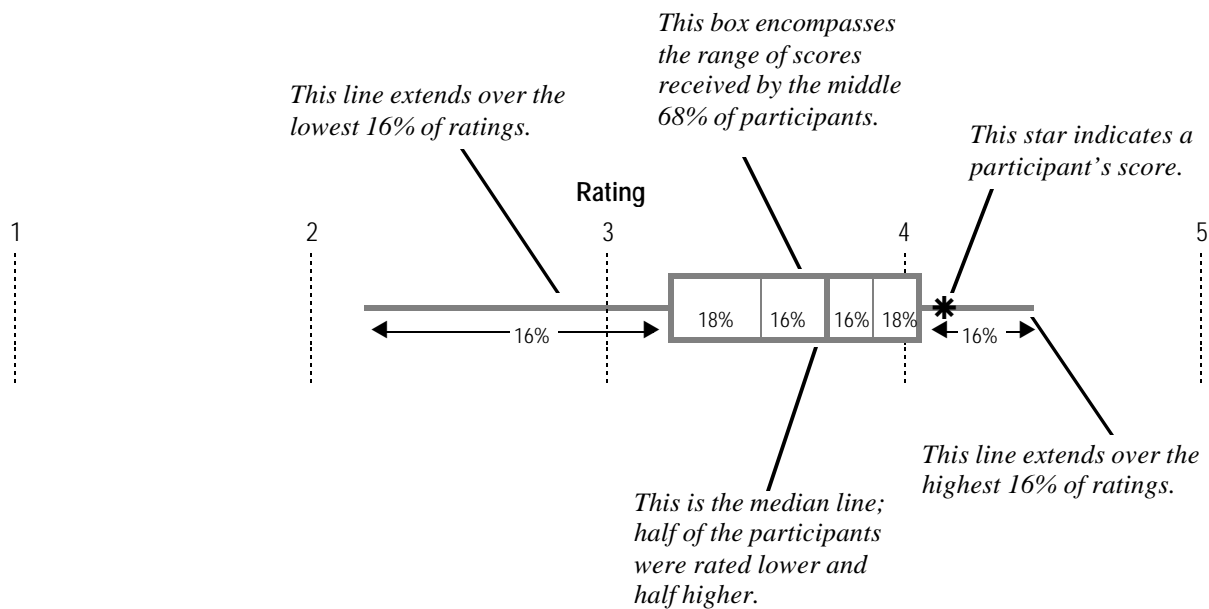 This box encompasses
the range of scores
received by the middle
68% of participants.
This line extends over the
lowest 16% of ratings.
This star indicates a
participant's score.
Rating
1
2
3
4
5
18%
16%
16%
18%
16%
16%
This line extends over the
highest 16% of ratings.
This is the median line;
half of the participants
were rated lower and
half higher.